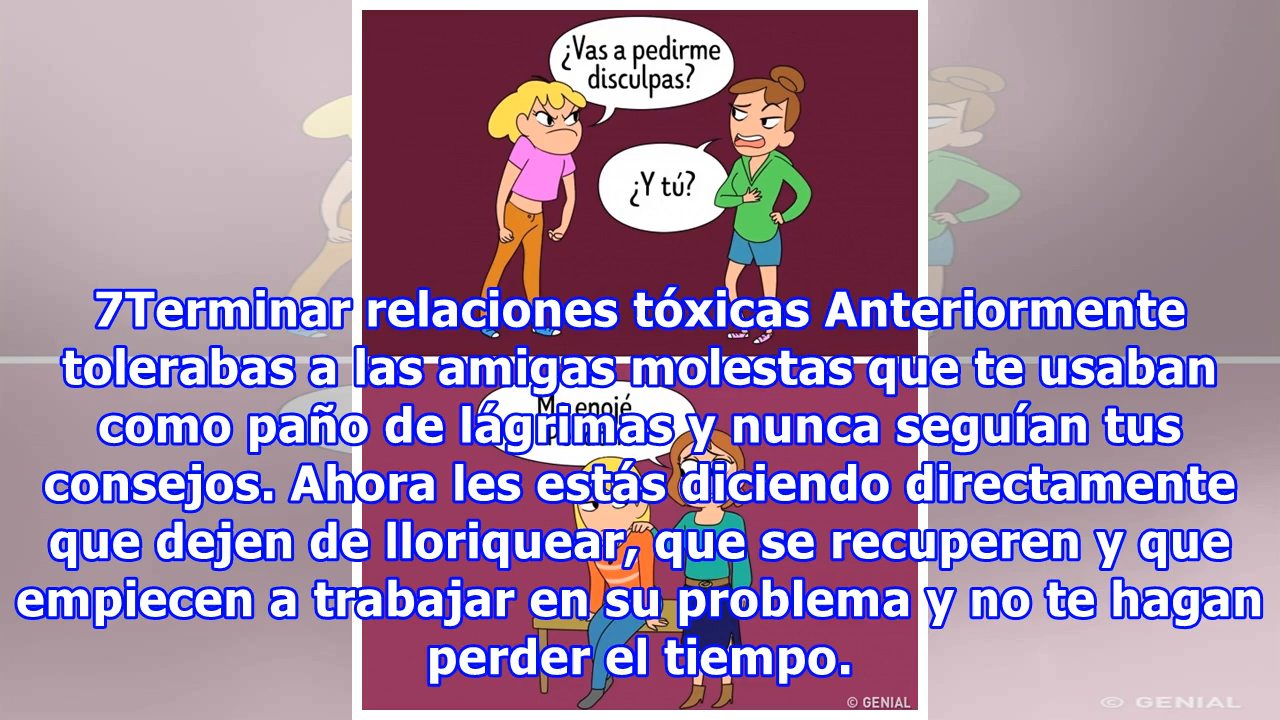 ¿Vas a pedirme
disculpas?
¿Y tú?
7Terminar relaciones tóxicas Anteriormente
tolerabas a las amigas molestas que te usaban
como paño de lágrimas y nunca seguían tus
consejos. Ahora les estás diciendo directamente
que dejen de lloriquear, que se recuperen y que
empiecen a trabajar en su problema y no te hagan
perder el tiempo.
enojé
© GENIAL
© GENIAL